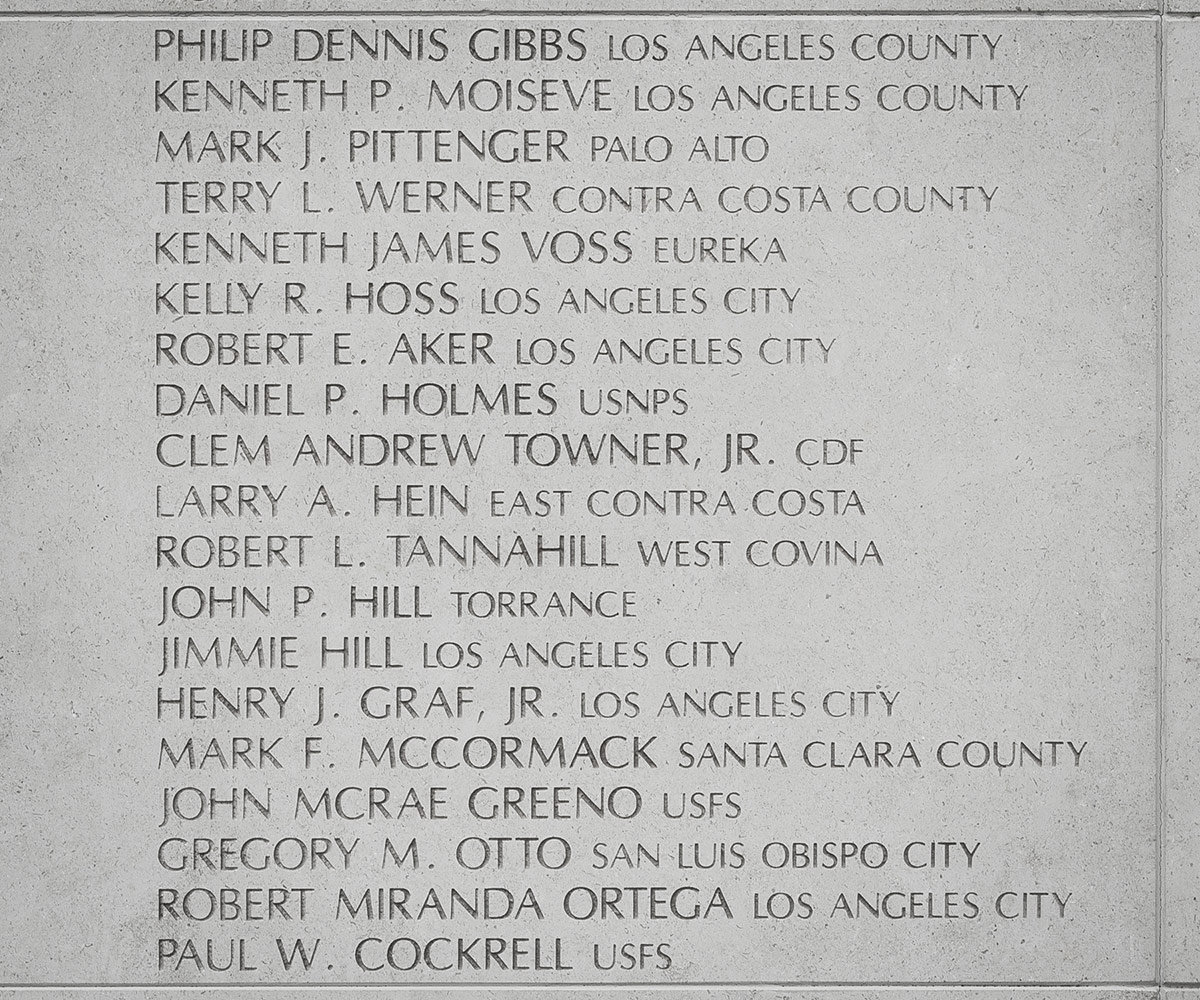 PHILIP DENNIS GIBBS LOS ANGELES COUNTY
KENNETH P. MOISEVE LOS ANGELES COUNTY
MARK J. PITTENGER PALO ALTO
TERRY L. WERNER CONTRA COSTA COUNTY
KENNETH JAMES VOSS EUREKA
KELLY R. HOSS LOS ANGELES CITY
ROBERT E. AKER LOS ANGELES CITY
DANIEL P. HOLMES USNPS
CLEM ANDREW TOWNER, JR. CDF
LARRY A. HEIN EAST CONTRA COSTA
ROBERT L. TANNAHILL WEST COVINA
JOHN P. HILL TORRANCE
JIMMIE HILL LOS ANGELES CITY
HENRY J. GRAF, JR. LOS ANGELES CITY
MARK F. MCCORMACK SANTA CLARA COUNTY
JOHN MCRAE GREENO USFS
GREGORY M. OTTO SAN LUIS OBISPO CITY
ROBERT MIRANDA ORTEGA LOS ANGELES CITY
PAUL W. COCKRELL USFS